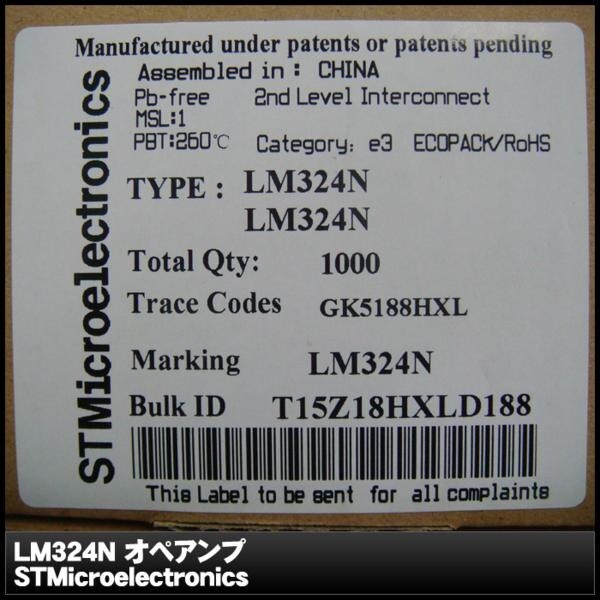 Manufactured under patents or patents pending
Assembled in : CHINA
Pb-free 2nd Level Interconnect
MSL:1
PBT:260℃ Category: e3 ECOPACK/RoHS
TYPE : LM324N
LM324N
Total Qty: 1000
Trace Codes GK5188HXL
Marking LM324N
Bulk ID T15Z18HXLD188
This Label to be sent for all complaints
STMicroelectronics
LM324N オペアンプ
STMicroelectronics